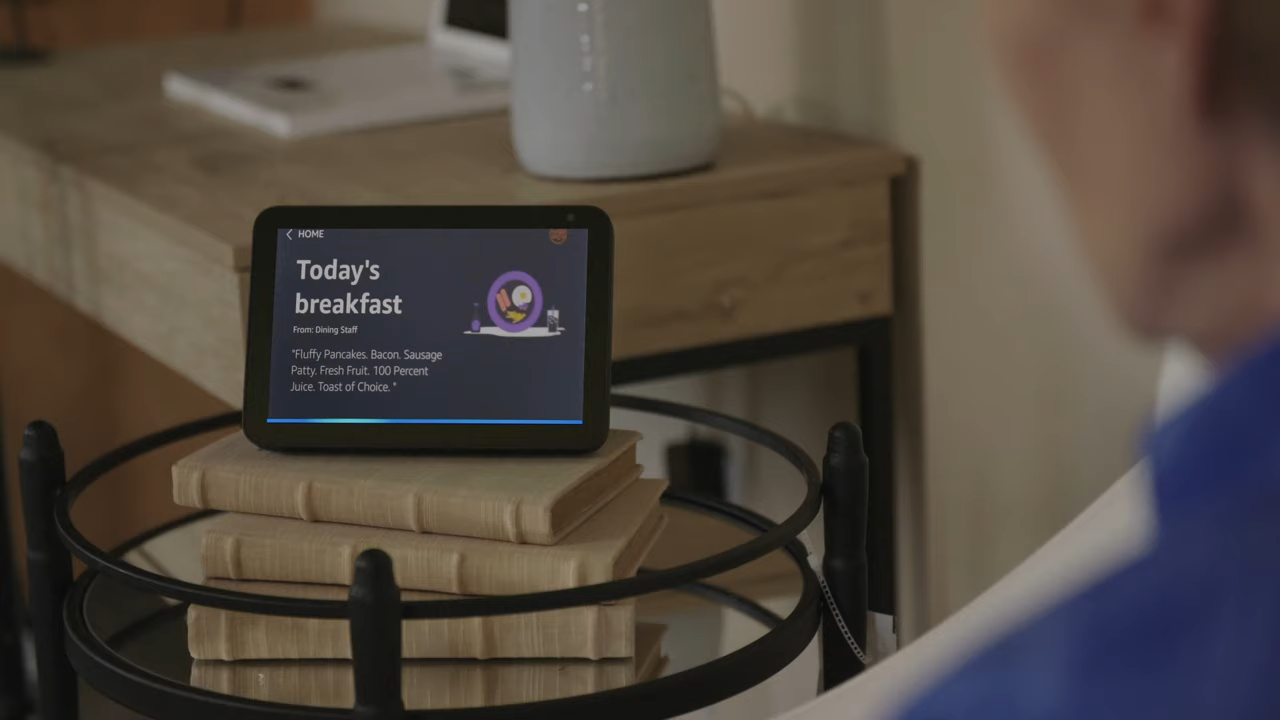 HOME
Today's
breakfast
From: Dining Staff
"Fluffy Pancakes. Bacon. Sausage
Patty. Fresh Fruit. 100 Percent
Juice. Toast of Choice. "